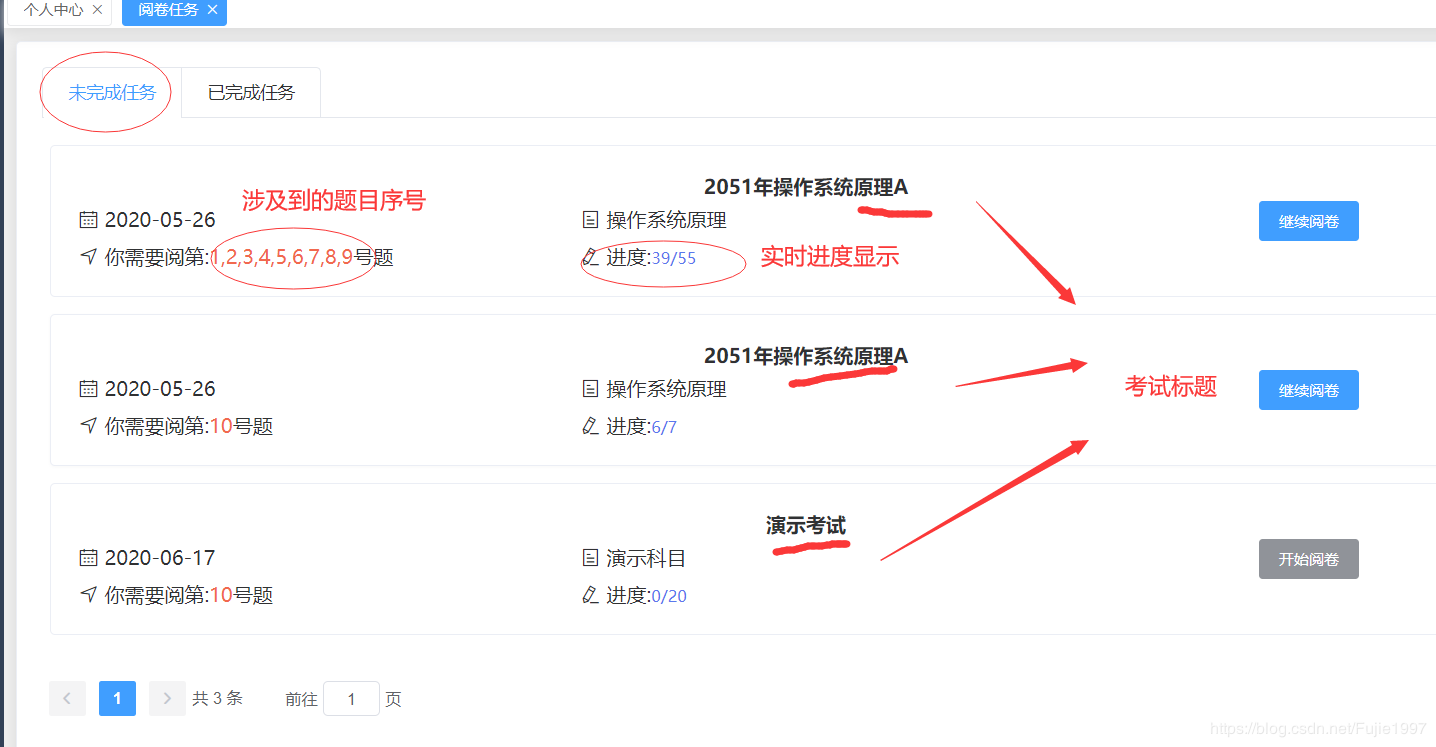 个人中心 ×
阅卷任务 ×
未完成任务
已完成任务
2051年操作系统原理A
涉及到的题目序号
2020-05-26
操作系统原理
继续阅卷
你需要阅第:1,2,3,4,5,6,7,8,9号题
进度:39/55
实时进度显示
2051年操作系统原理A
2020-05-26
操作系统原理
考试标题
继续阅卷
你需要阅第:10号题
进度:6/7
演示考试
2020-06-17
演示科目
开始阅卷
你需要阅第:10号题
进度:0/20
< 1 > 共 3 条 前往 1 页
https://blog.csdn.net/Fujie1997